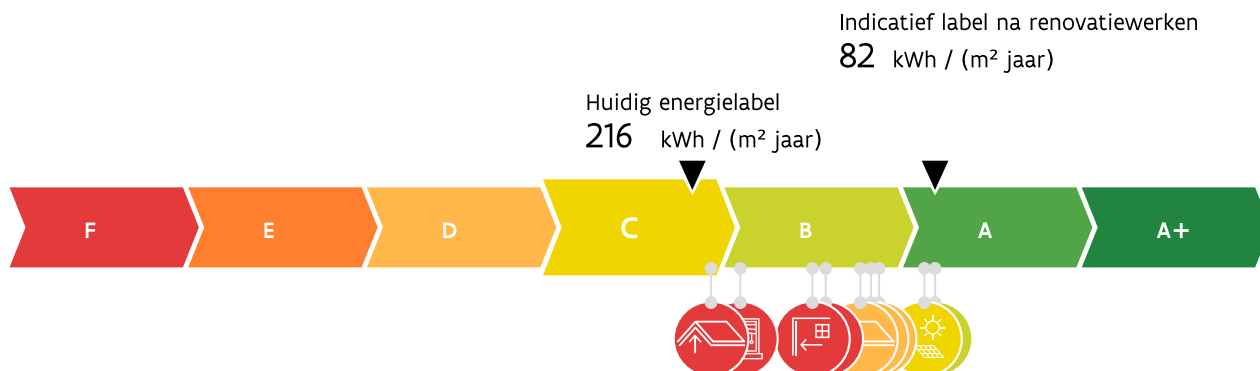 Indicatief label na renovatiewerken
82 kWh / (m² jaar)
Huidig energielabel
216 kWh / (m² jaar)
F E D C B A A+